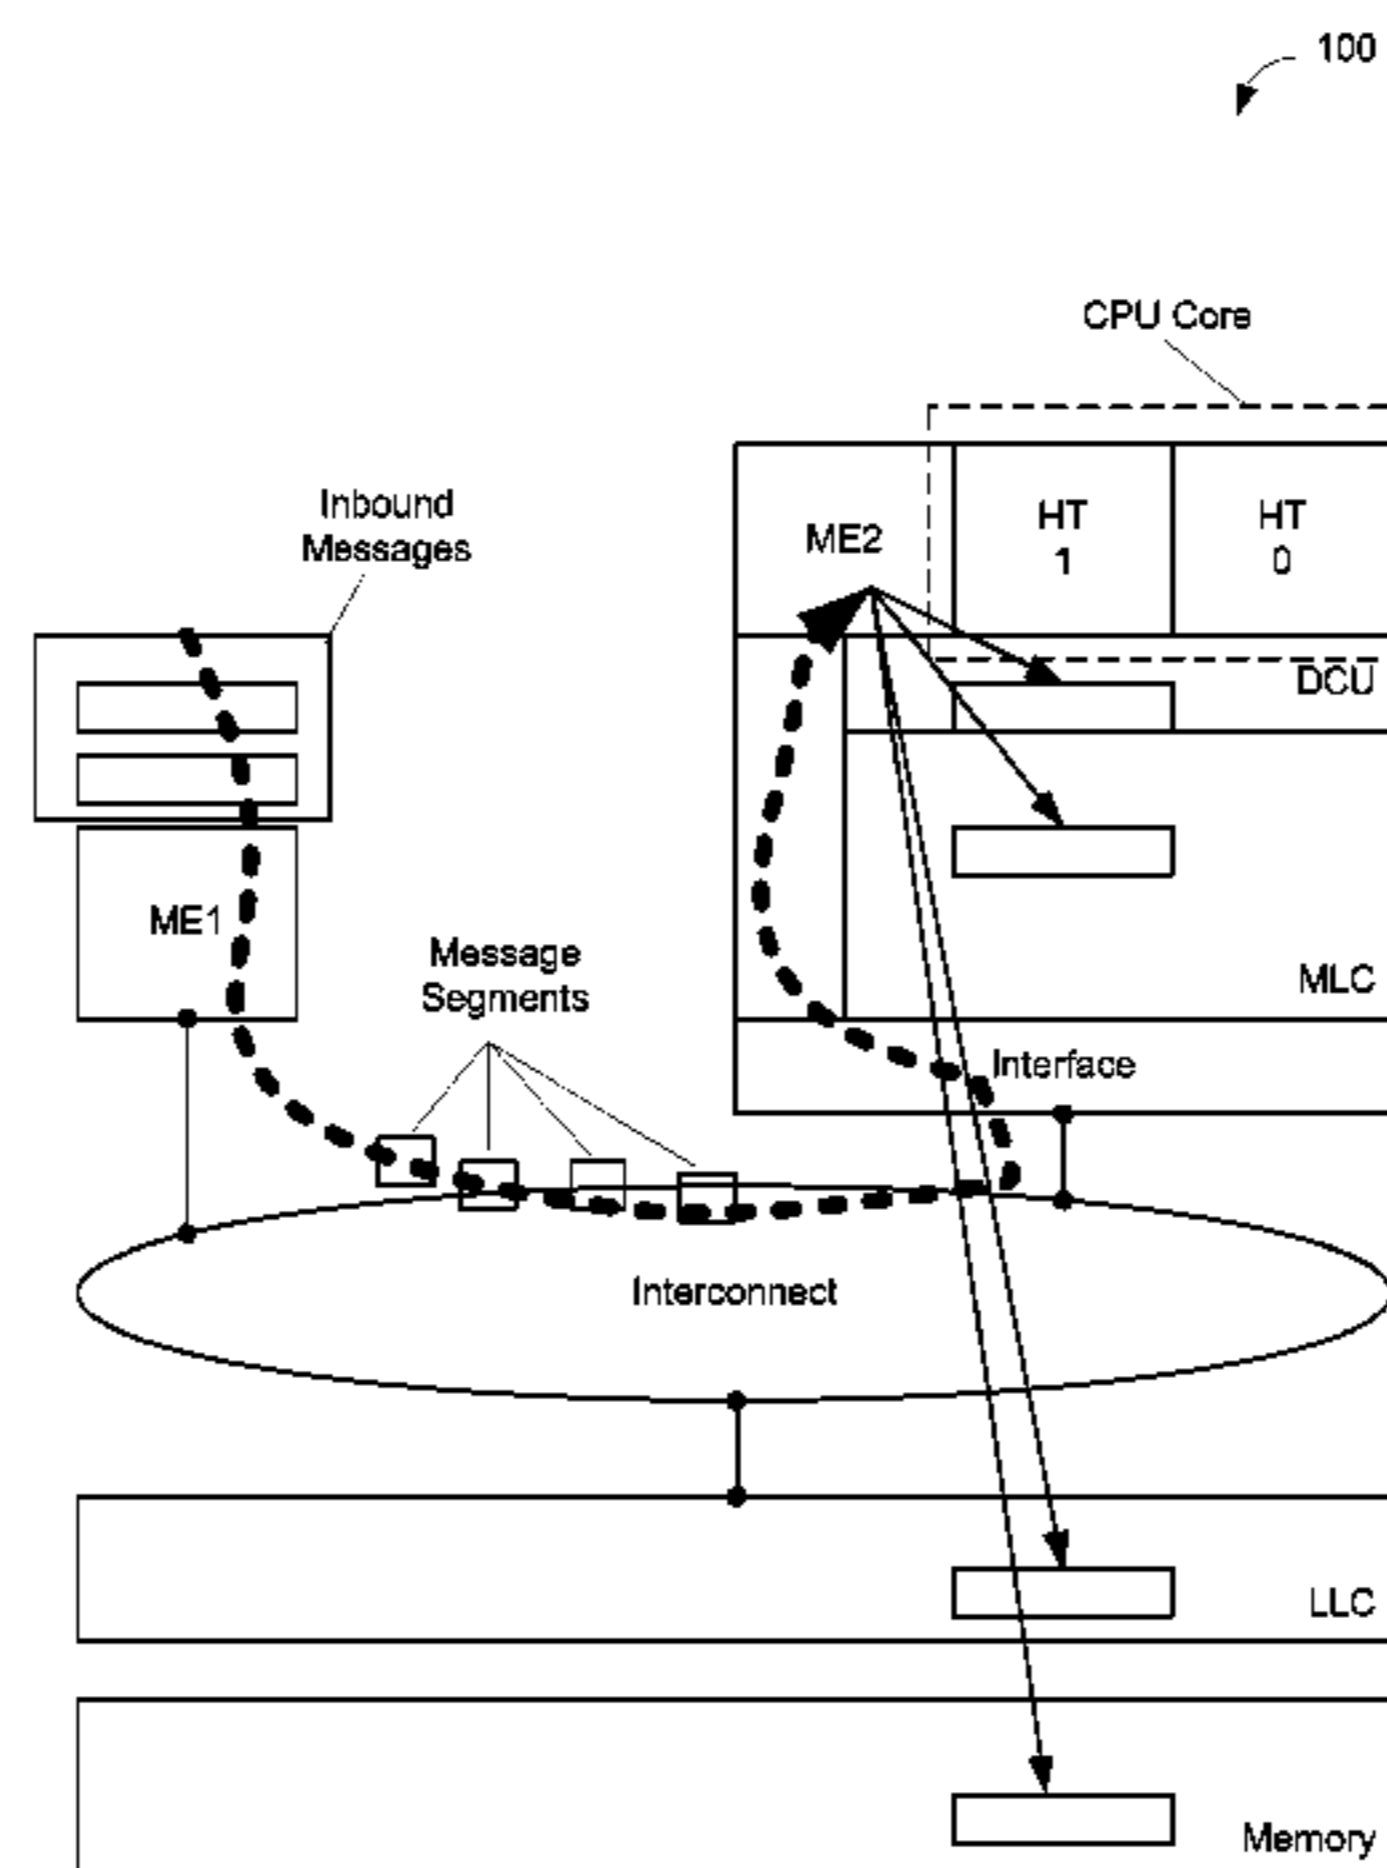 100
CPU Core
Inbound
Messages
ME2
HT
1
HT
0
DCU
ME1
Message
Segments
MLC
Interface
Interconnect
LLC
Memory